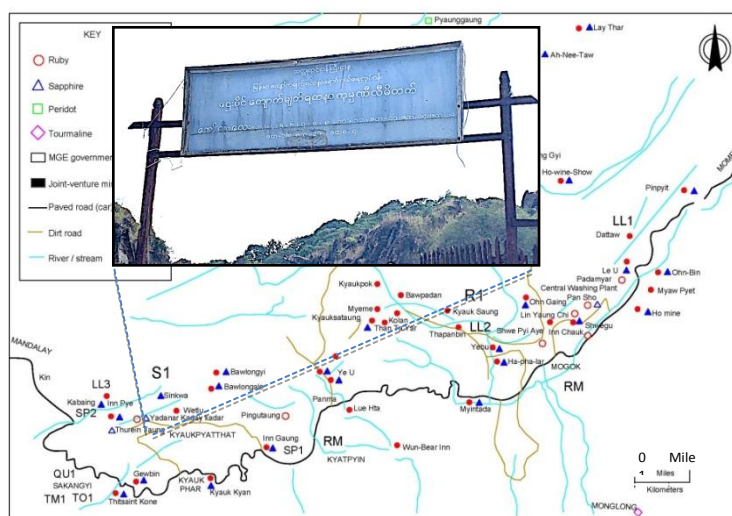 KEY
Ruby
Sapphire
Peridot
Tourmaline
MGE governmen
Joint-venture mi
Paved road (car)
Dirt road
River / stream
Pyaunggaung
Lay Thar
Ah-Nee-Taw
ng Gyi
Ho-wine-Show
Pinpyit
MOME
LL1
Dattaw
Le U
Ohn-Bin
Padamyar
Central Washing Plant
Myaw Pyet
Pan Sho
Ho mine
Kyaukpok
Bawpadan
R1
Ohn Gaing
Myeme
Kyauk Saung
Lin Yaung Chi
Kolan
Kyauksataung
Thapanbin
LL2
Shwe Pyi Aye
Inn Chauk
Shwegu
Yebu
Ha-pha-lar
MOGOK
RM
MANDALAY
Kin
S1
Bawlongyi
Ye U
LL3
Sinkwa
Kabaing
Inn Pye
SP2
Wetlu
Panma
Lue Hta
Myintada
Yadanar Kaday Kadar
Pingutaung
Thurein Taung
KYAUKPYATTHAT
Inn Gaung
SP1
RM
KYATPYIN
Wun-Bear Inn
QU1
SAKANGYI
Gewbin
TM1
TO1
Thitsaint Kone
KYAUK
PHAR
Kyauk Kyan
0 Mile
Miles
Kilometers
MONGLONG